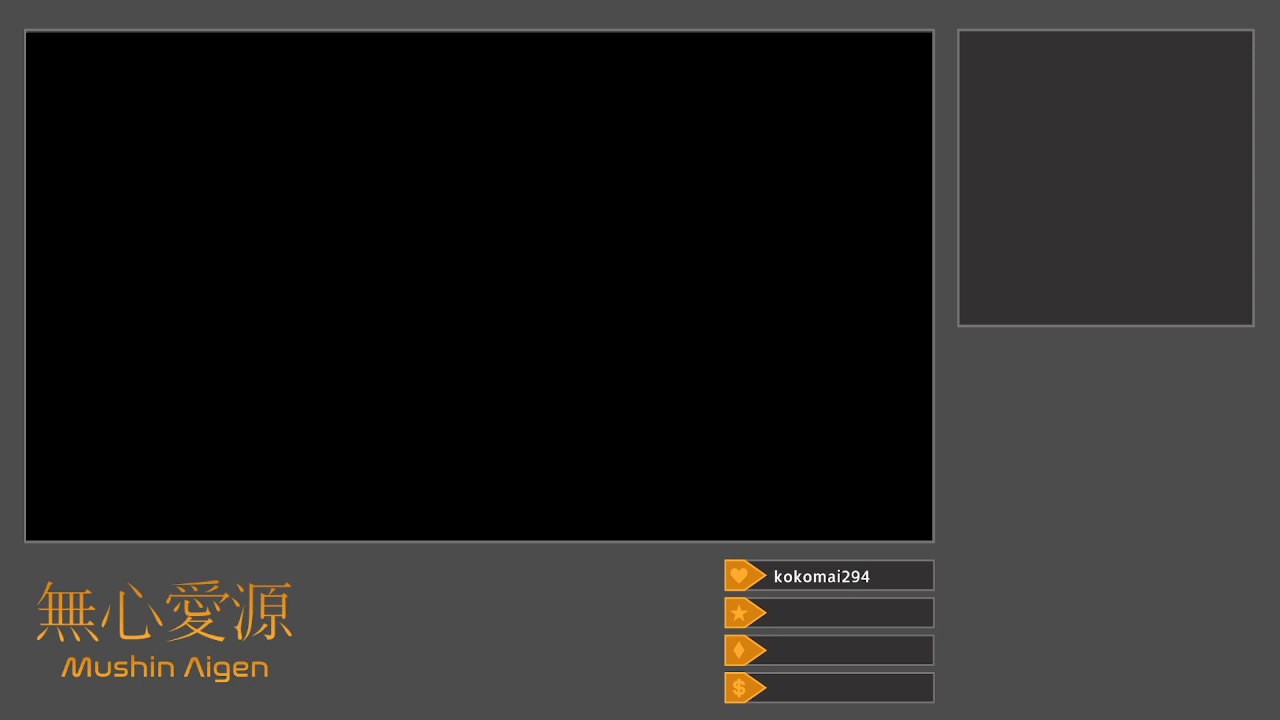 無心愛源
Mushin Aigen
kokomai294
$